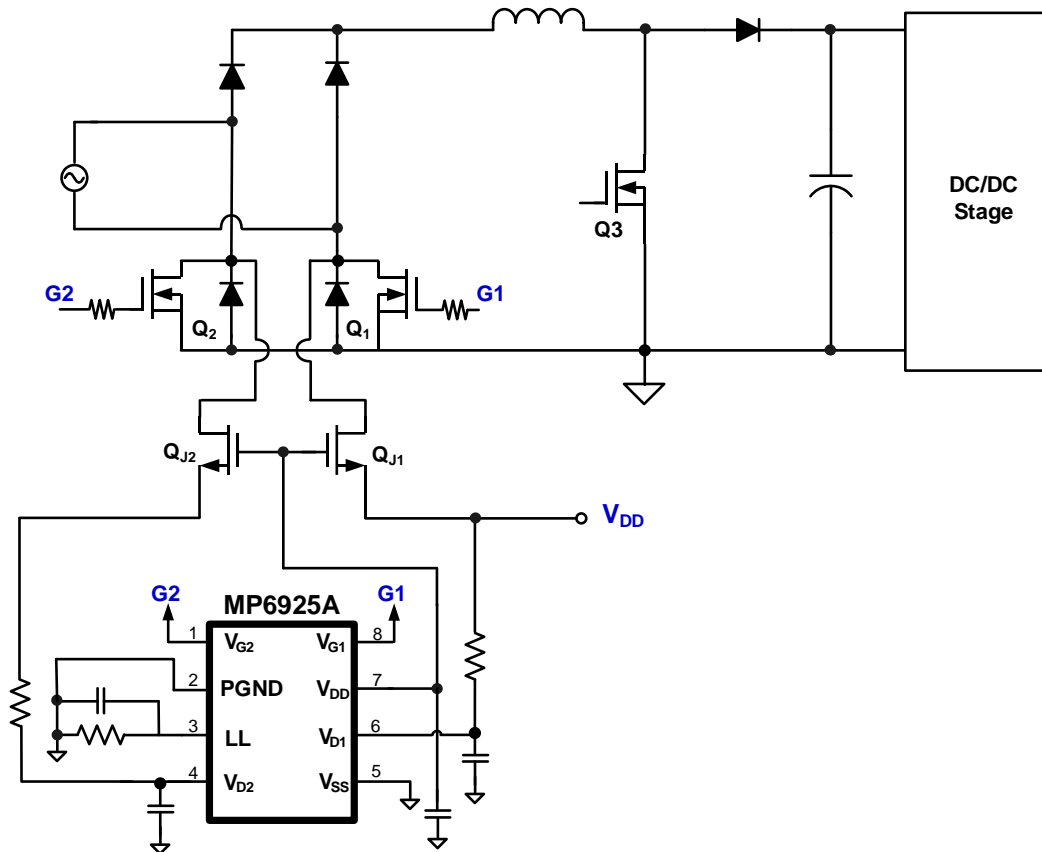 DC/DC
Stage
Q3
G2
G1
Q2
Q1
QJ2
QJ1
VDD
G2
MP6925A
G1
1
VG2
VG1
8
2
PGND
VDD
7
3
LL
VD1
6
4
VD2
VSS
5